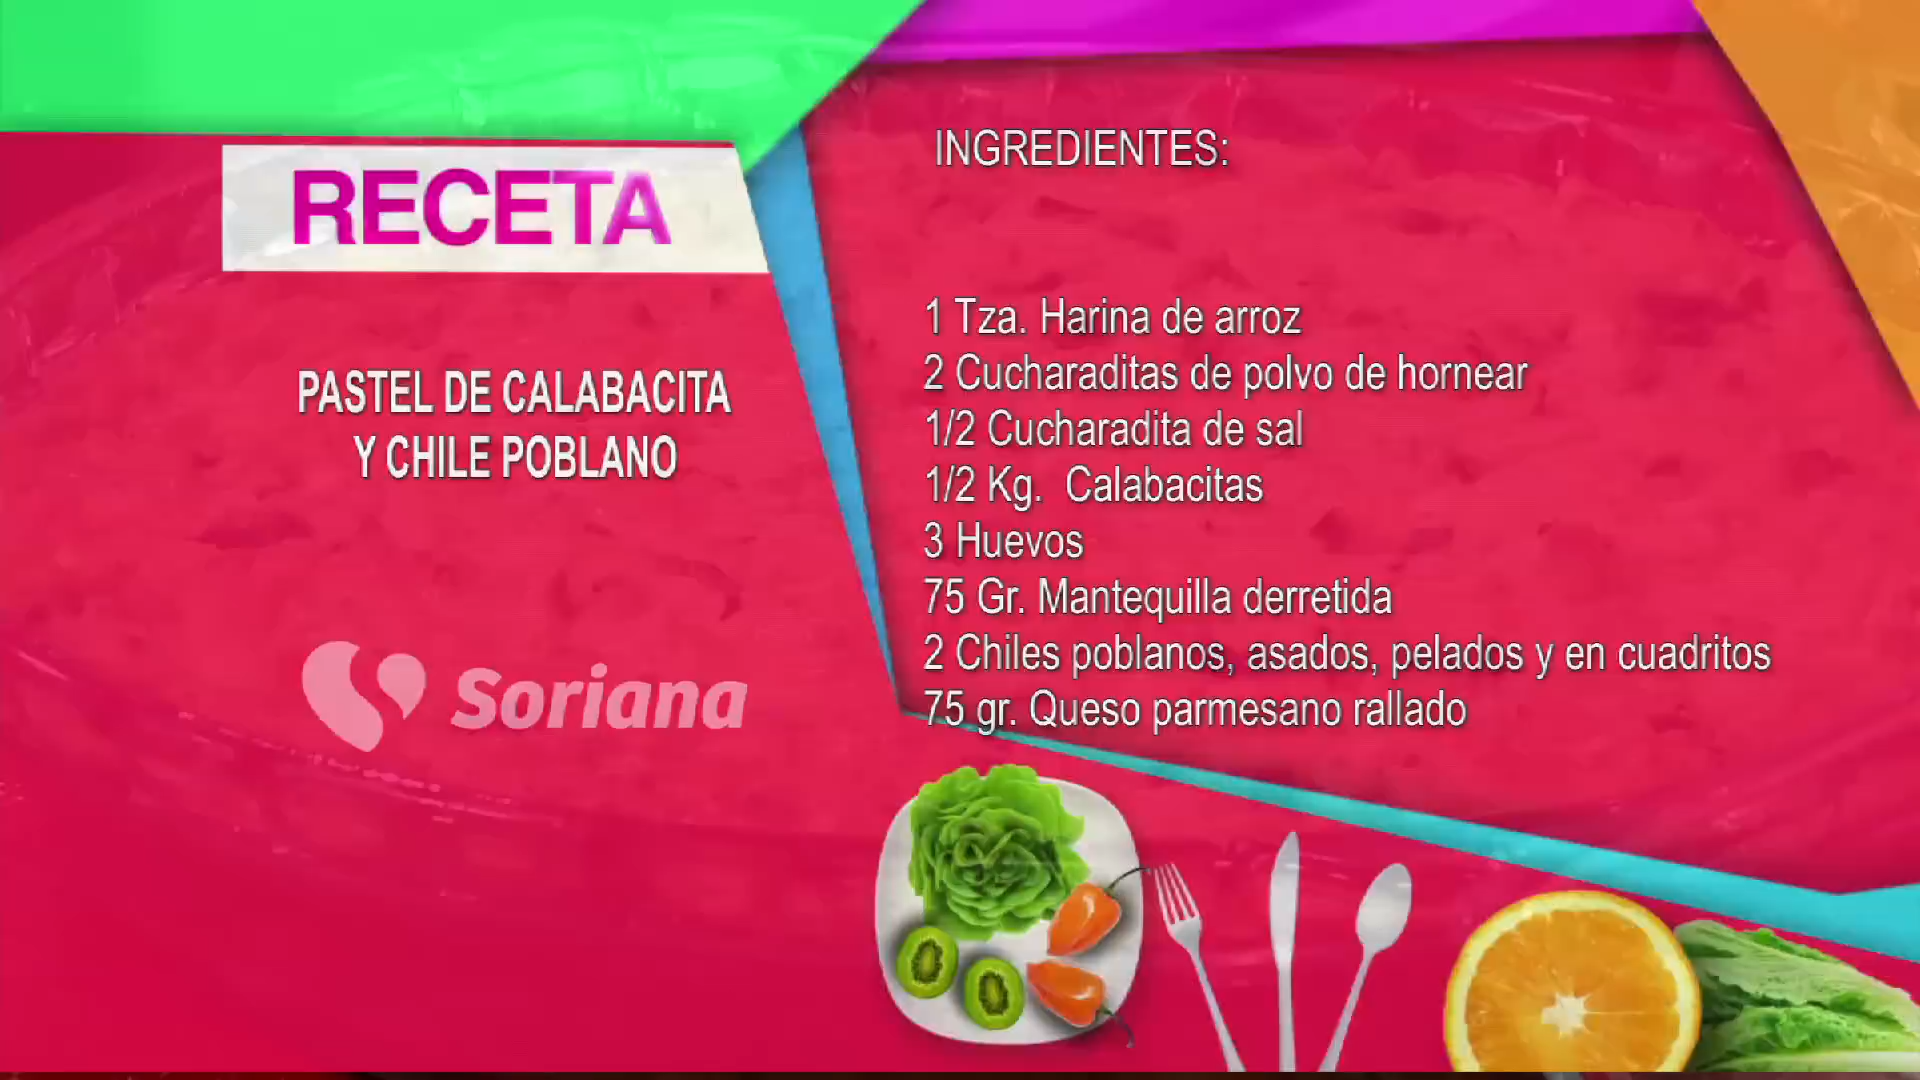 RECETA
PASTEL DE CALABACITA
Y CHILE POBLANO
Soriana
INGREDIENTES:
1 Tza. Harina de arroz
2 Cucharaditas de polvo de hornear
1/2 Cucharadita de sal
1/2 Kg.  Calabacitas
3 Huevos
75 Gr. Mantequilla derretida
2 Chiles poblanos, asados, pelados y en cuadritos
75 gr. Queso parmesano rallado